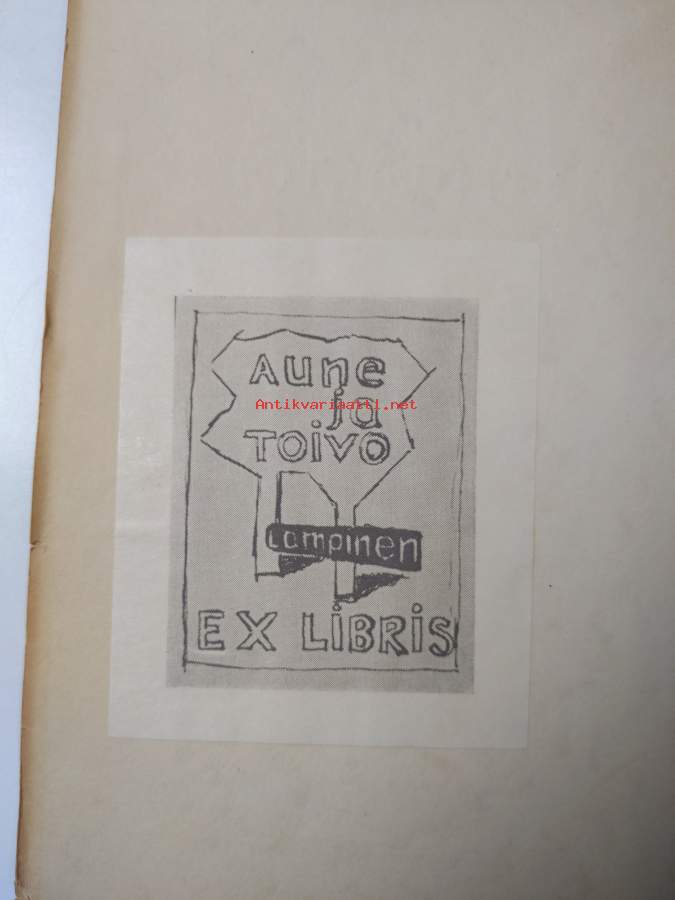 AUNE
Antikvariaatti.net
ja
TOIVO
Lampinen
EX LIBRIS